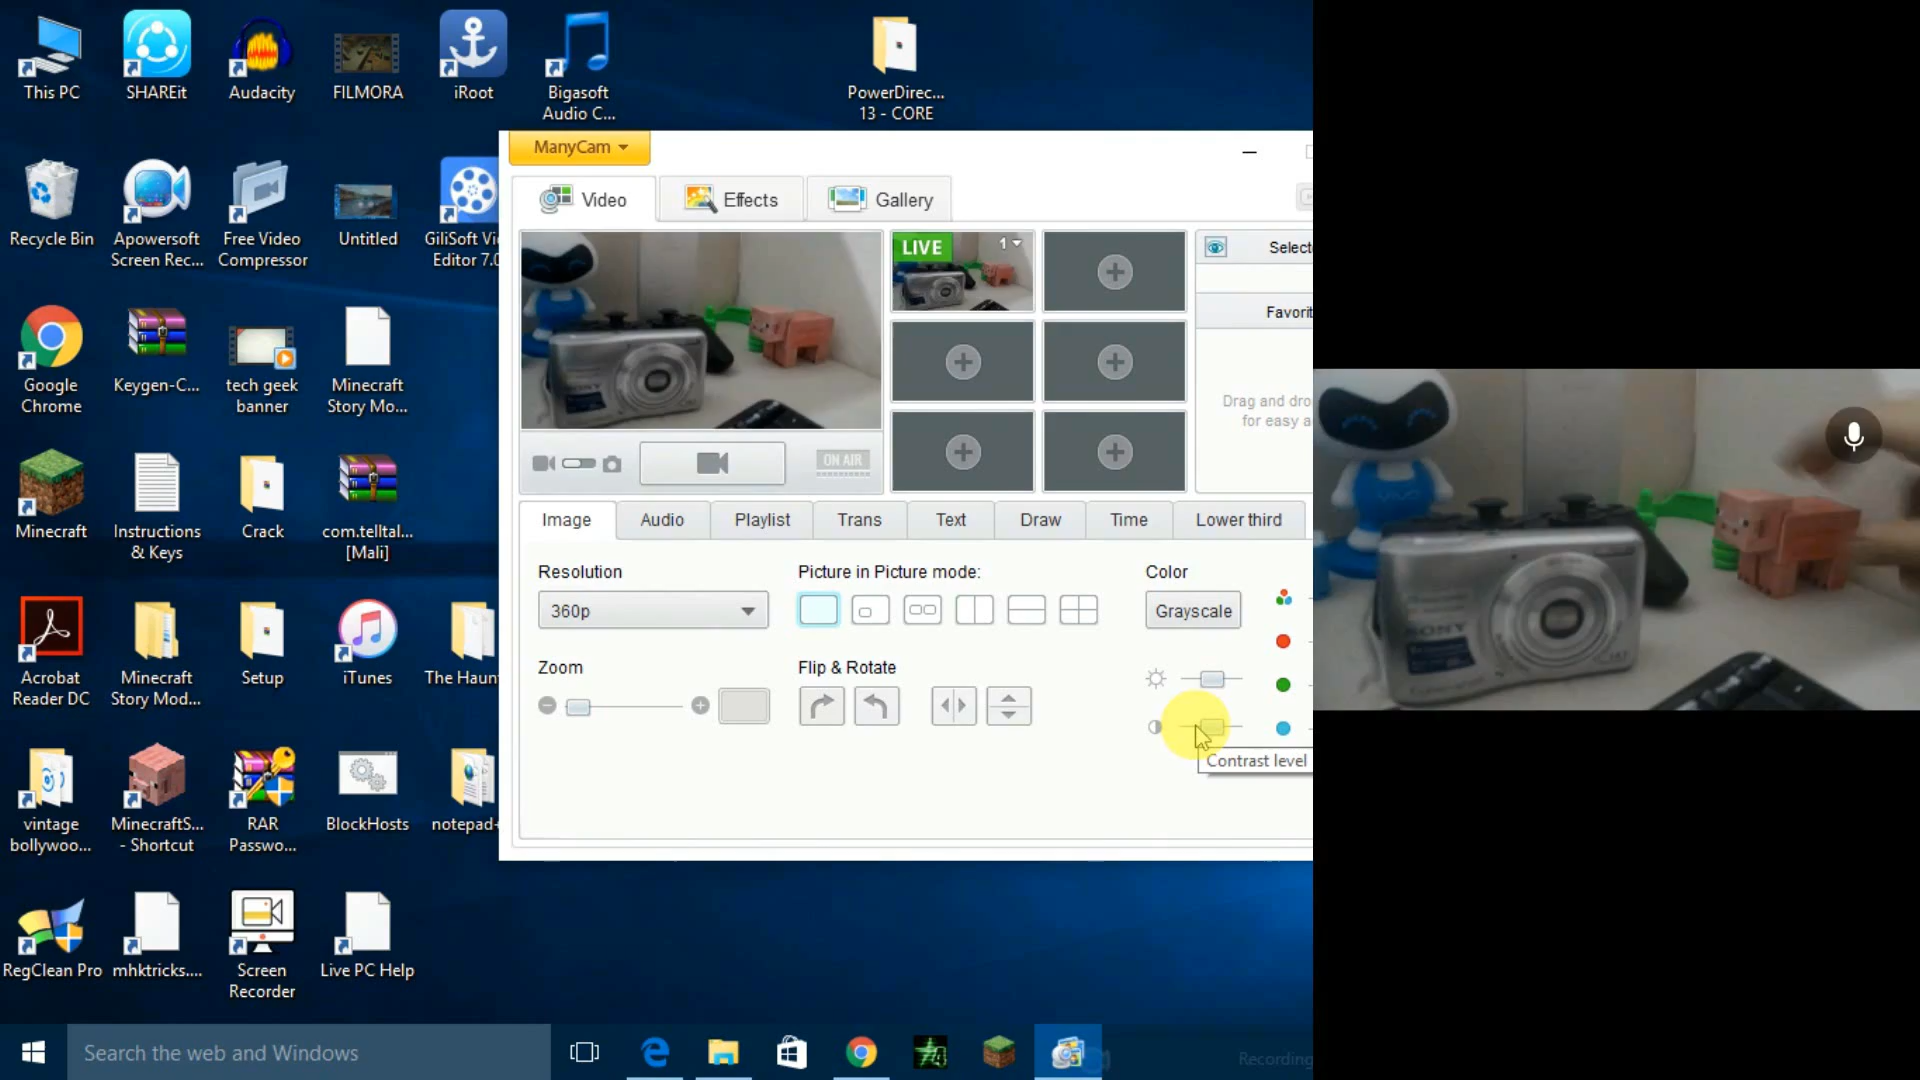 This PC
SHAREit
Audacity
FILMORA
iRoot
Bigasoft
Audio C...
PowerDirec...
13 - CORE
ManyCam
Video
Effects
Gallery
Recycle Bin
Apowersoft
Screen Rec...
Free Video
Compressor
Untitled
GiliSoft Vi
Editor 7.0
LIVE
1
Select
Favorit
Drag and dro
for easy a
ON AIR
Google
Chrome
Keygen-C...
tech geek
banner
Minecraft
Story Mo...
Minecraft
Instructions
& Keys
Crack
com.telltal...
[Mali]
Image
Audio
Playlist
Trans
Text
Draw
Time
Lower third
Resolution
360p
Picture in Picture mode:
Color
Grayscale
Zoom
Flip & Rotate
Contrast level
SONY
Acrobat
Reader DC
Minecraft
Story Mod...
Setup
iTunes
The Haun
vintage
bollywoo...
MinecraftS...
- Shortcut
RAR
Passwo...
BlockHosts
notepad+
RegClean Pro
mhktricks....
Screen
Recorder
Live PC Help
Search the web and Windows
Recording